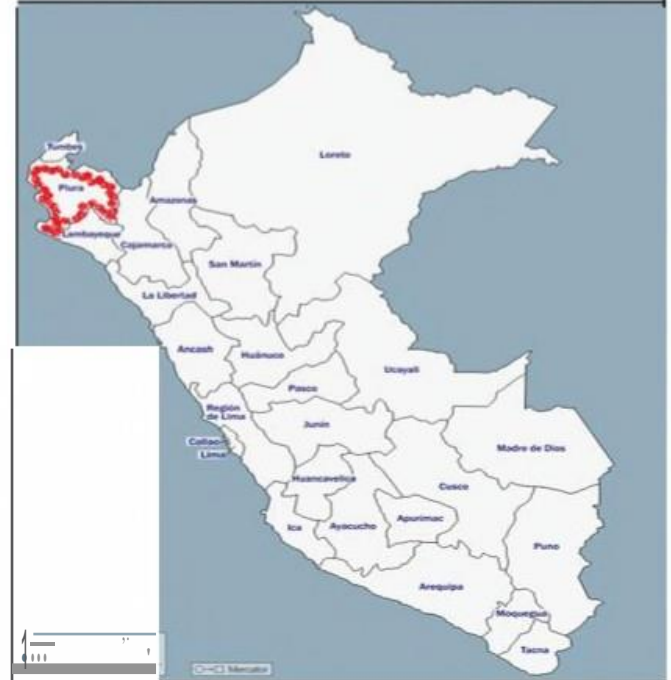 Tumbes
Piura
Loreto
Amazonas
Lambayeque
Cajamarca
San Martín
La Libertad
Ancash
Huánuco
Ucayali
Pasco
Región
de Lima
Junín
Callao
Lima
Madre de Dios
Huancavelica
Cusco
Ica
Ayacucho
Apurímac
Puno
Arequipa
Moquegua
Tacna
Mercator